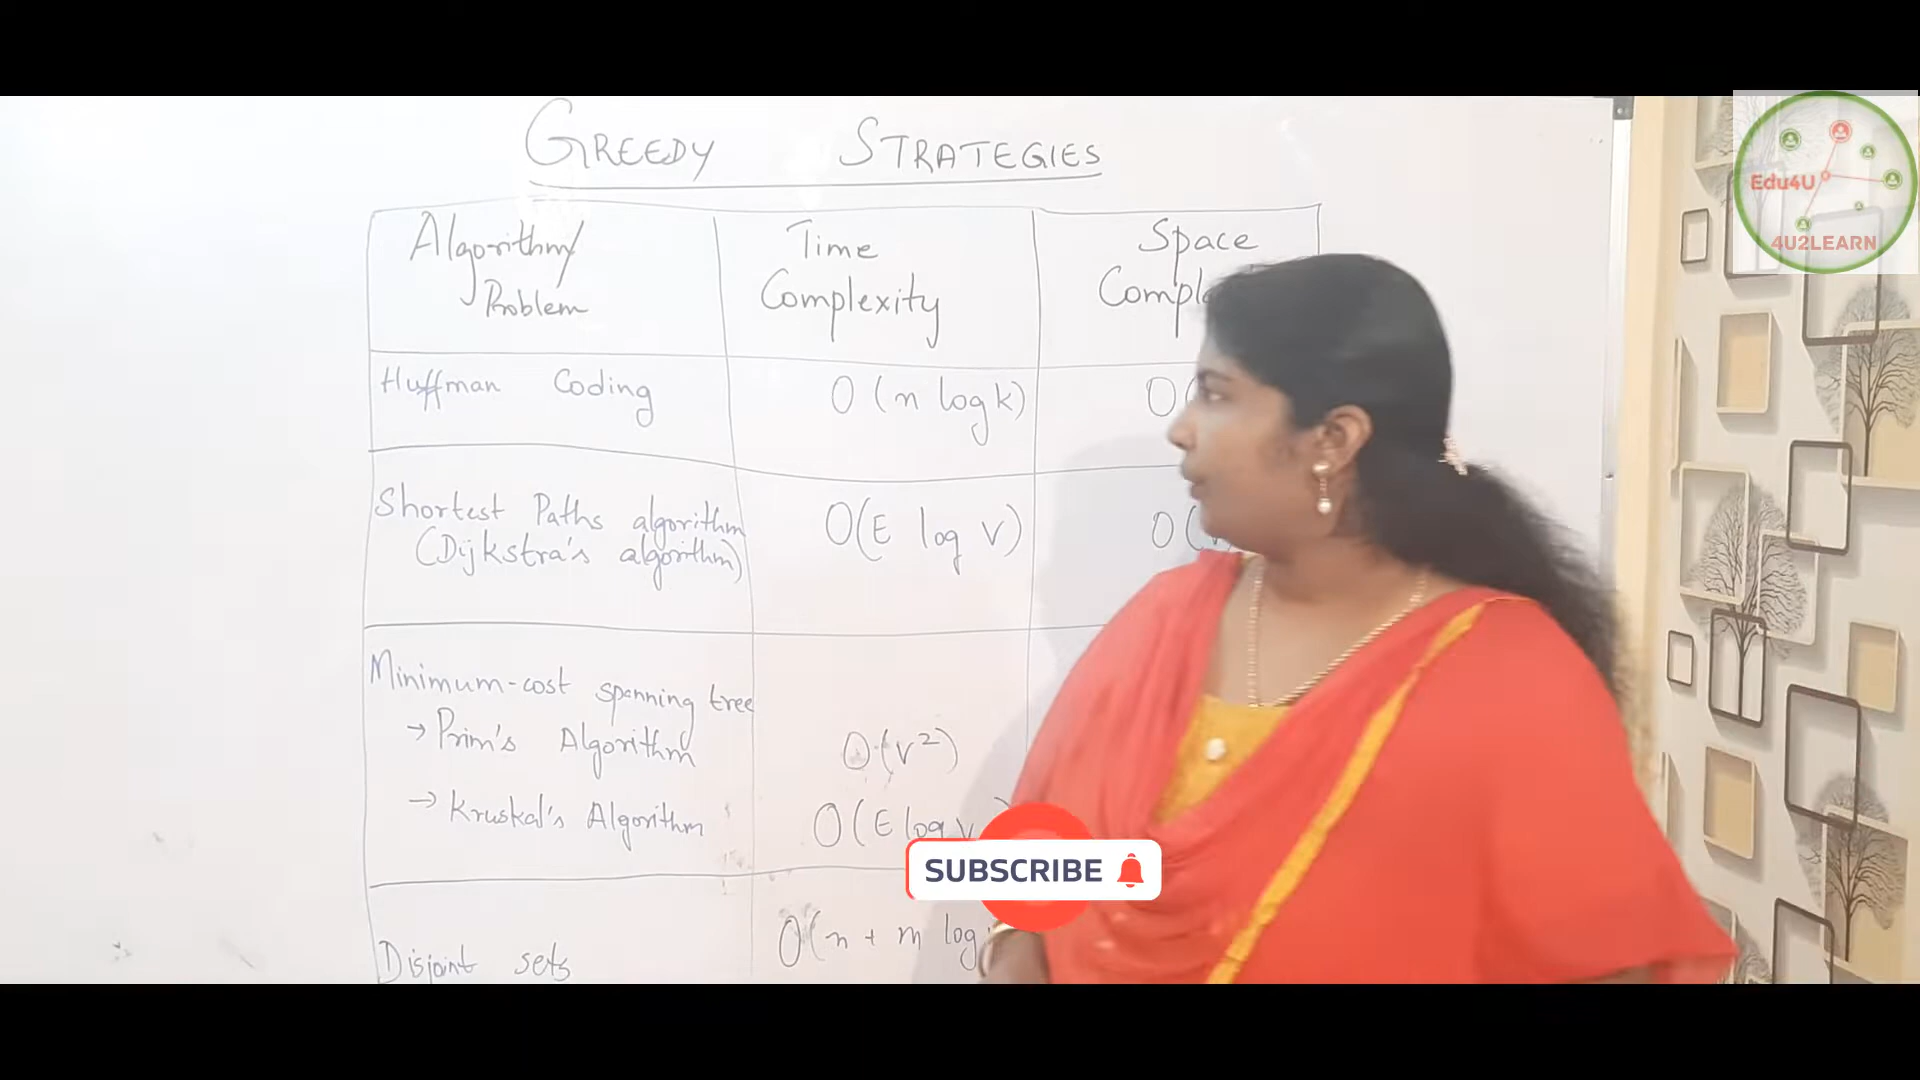 GREEDY STRATEGIES
Algorithm/
Problem
Time
Complexity
Space
Huffman Coding
O(n log k)
Shortest Paths algorithm
(Dijkstra's algorithm)
O(E log V)
Minimum-cost spanning tree
→ Prim's Algorithm
O(V²)
→ Kruskal's Algorithm
O(E log V
Disjoint sets
O(n + m log
SUBSCRIBE
Edu4U
4U2LEARN